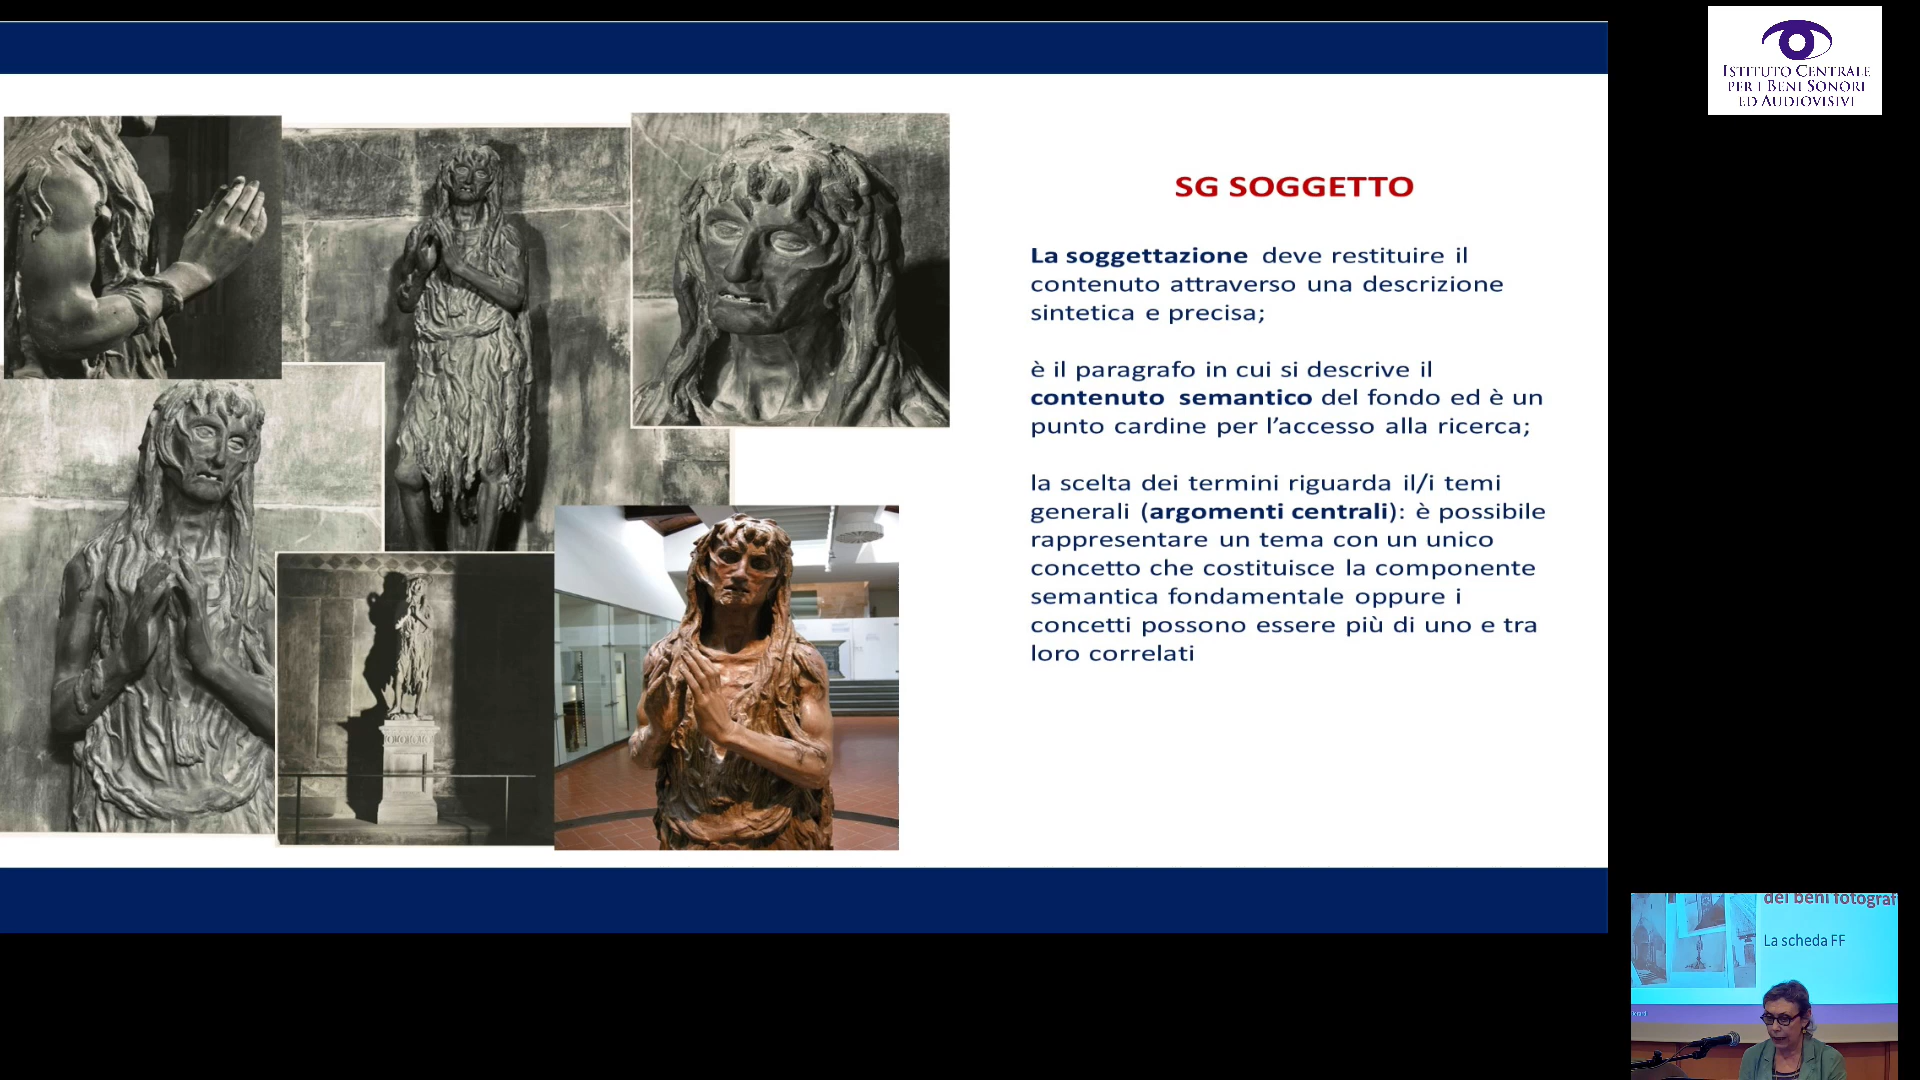 SG SOGGETTO
La soggettazione deve restituire il
contenuto attraverso una descrizione
sintetica e precisa;
è il paragrafo in cui si descrive il
contenuto semantico del fondo ed è un
punto cardine per l’accesso alla ricerca;
la scelta dei termini riguarda il/i temi
generali (argomenti centrali): è possibile
rappresentare un tema con un unico
concetto che costituisce la componente
semantica fondamentale oppure i
concetti possono essere più di uno e tra
loro correlati
ISTITUTO CENTRALE
PER I BENI SONORI
ED AUDIOVISIVI
dei beni fotograf
La scheda FF